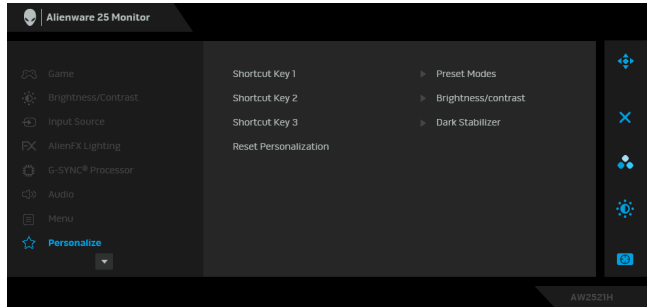 Alienware 25 Monitor
Game
Brightness/Contrast
Input Source
AlienFX Lighting
G-SYNC® Processor
Audio
Menu
Personalize
Shortcut Key 1 Preset Modes
Shortcut Key 2 Brightness/contrast
Shortcut Key 3 Dark Stabilizer
Reset Personalization
AW2521H